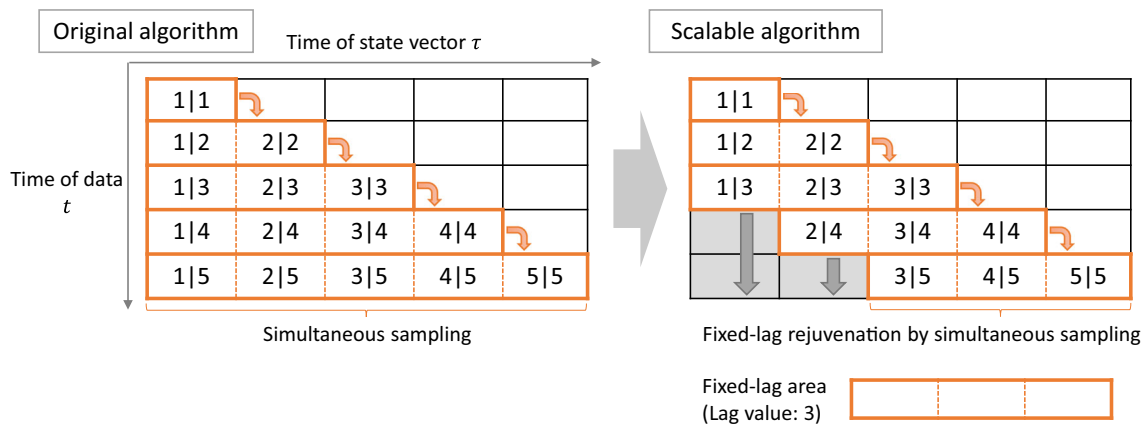 Original algorithm
Time of state vector τ
Time of data
t
1|1
1|2 2|2
1|3 2|3 3|3
1|4 2|4 3|4 4|4
1|5 2|5 3|5 4|5 5|5
Simultaneous sampling
Scalable algorithm
1|1
1|2 2|2
1|3 2|3 3|3
2|4 3|4 4|4
3|5 4|5 5|5
Fixed-lag rejuvenation by simultaneous sampling
Fixed-lag area
(Lag value: 3)